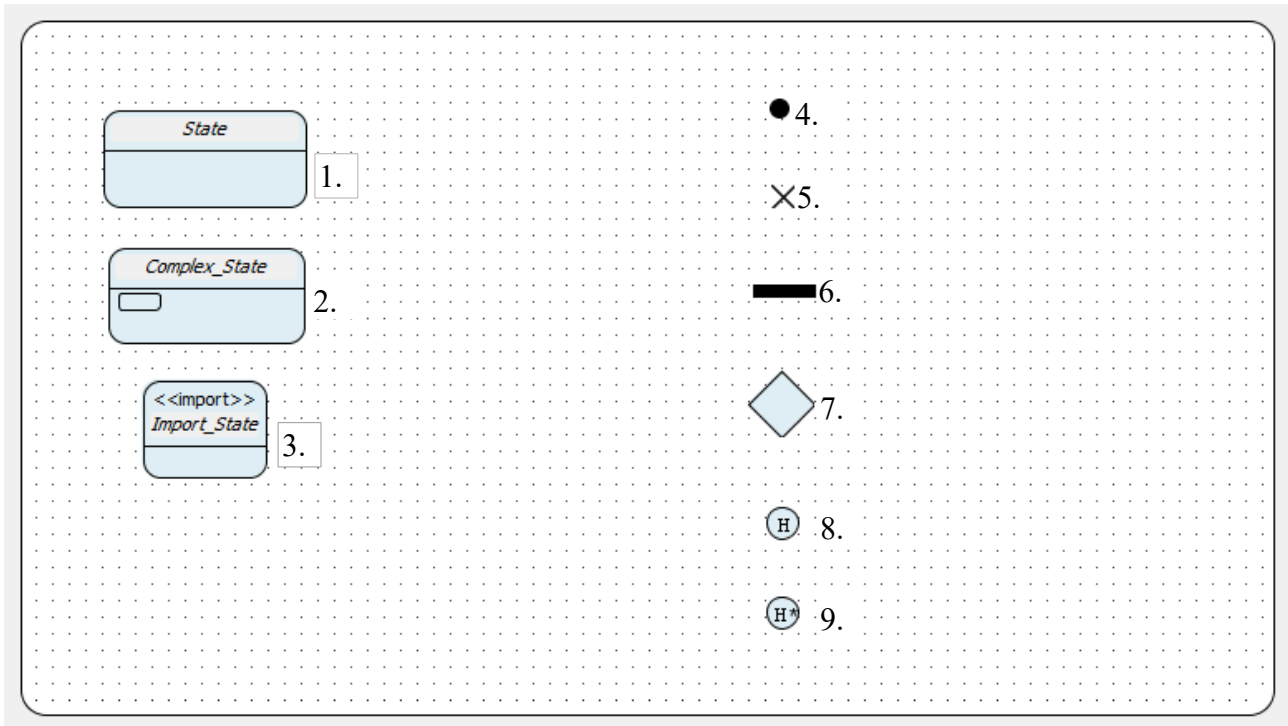 State
1.
Complex_State
2.
<<import>>
Import_State
3.
4.
5.
6.
7.
H 8.
H* 9.